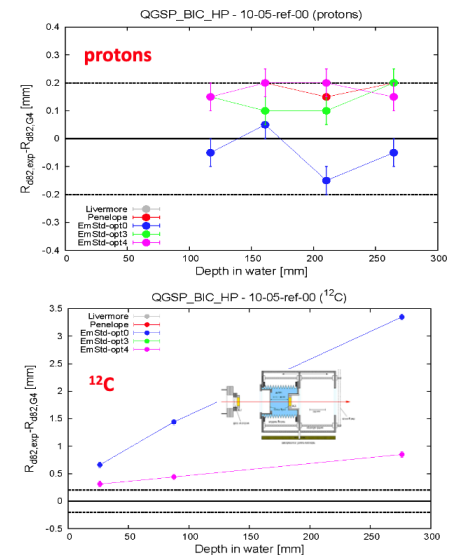 QGSP_BIC_HP - 10-05-ref-00 (protons)
protons
R_d82,exp-R_d82,G4 [mm]
0.4
0.3
0.2
0.1
0
-0.1
-0.2
-0.3
-0.4
Livermore
Penelope
EmStd-opt0
EmStd-opt3
EmStd-opt4
0 50 100 150 200 250 300
Depth in water [mm]
QGSP_BIC_HP - 10-05-ref-00 (¹²C)
¹²C
R_d82,exp-R_d82,G4 [mm]
3.5
3
2.5
2
1.5
1
0.5
0
-0.5
Livermore
Penelope
EmStd-opt0
EmStd-opt3
EmStd-opt4
0 50 100 150 200 250 300
Depth in water [mm]